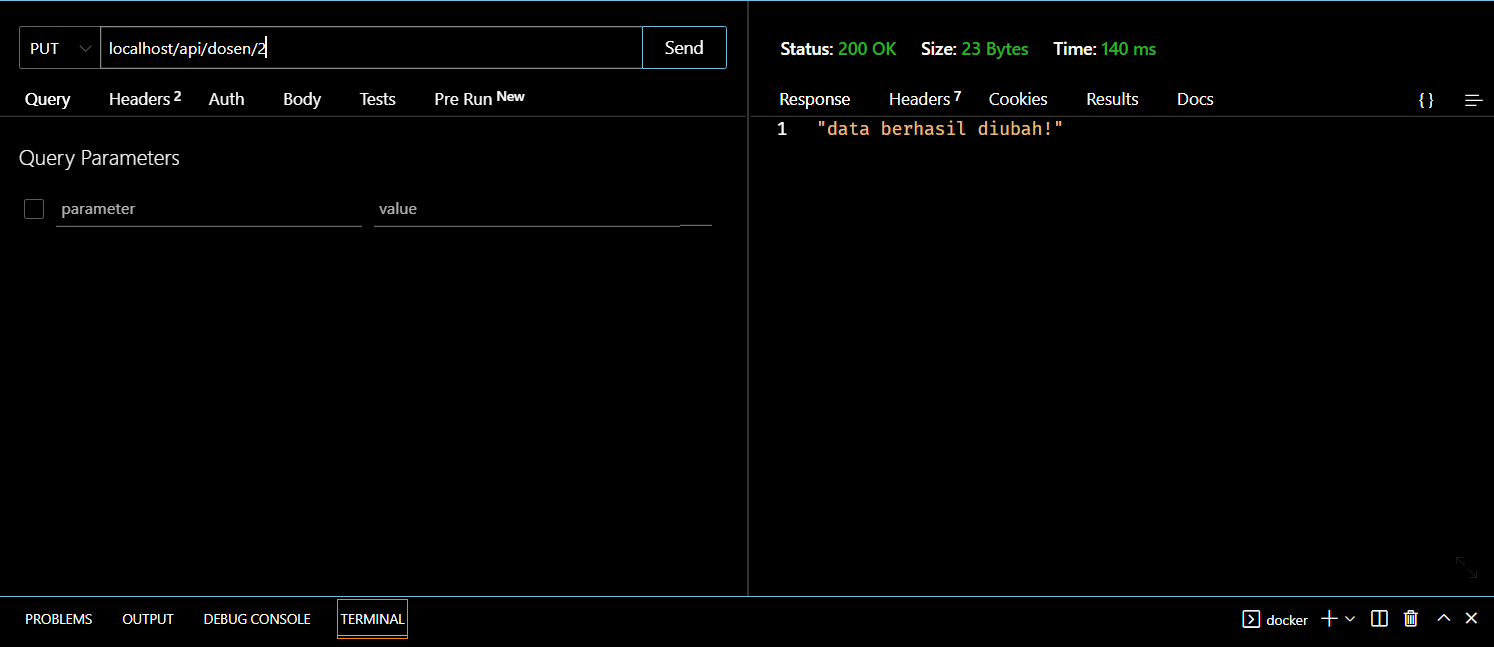 PUT localhost/api/dosen/2 Send
Query Headers 2 Auth Body Tests Pre Run New
Query Parameters
parameter value
Status: 200 OK Size: 23 Bytes Time: 140 ms
Response Headers 7 Cookies Results Docs {}
1 "data berhasil diubah!"
PROBLEMS OUTPUT DEBUG CONSOLE TERMINAL docker